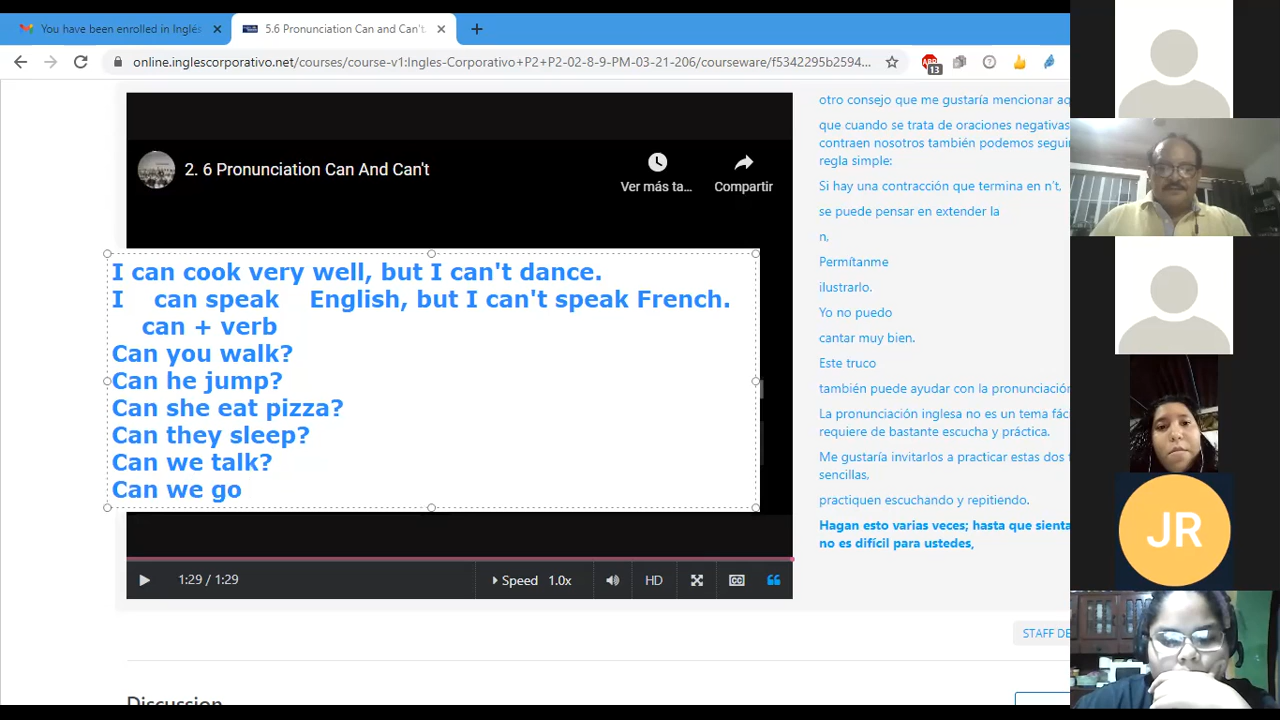 You have been enrolled in Inglés
5.6 Pronunciation Can and Can't
online.inglescorporativo.net/courses/course-v1:Ingles-Corporativo+P2+P2-02-8-9-PM-03-21-206/courseware/f5342295b2594...
ABP
13
2. 6 Pronunciation Can And Can't
Ver más ta...
Compartir
I can cook very well, but I can't dance.
I can speak English, but I can't speak French.
can + verb
Can you walk?
Can he jump?
Can she eat pizza?
Can they sleep?
Can we talk?
Can we go
1:29 / 1:29
Speed 1.0x
HD
CC
otro consejo que me gustaría mencionar
que cuando se trata de oraciones negativas
contraen nosotros también podemos
regla simple:
Si hay una contracción que termina en n't,
se puede pensar en extender la
n,
Permítanme
ilustrarlo.
Yo no puedo
cantar muy bien.
Este truco
también puede ayudar con la pronunciación
La pronunciación inglesa no es un tema
requiere de bastante escucha y práctica.
Me gustaría invitarlos a practicar estas dos
sencillas,
practiquen escuchando y repitiendo.
Hagan esto varias veces; hasta que
no es difícil para ustedes,
STAFF DE
Discussion
JR